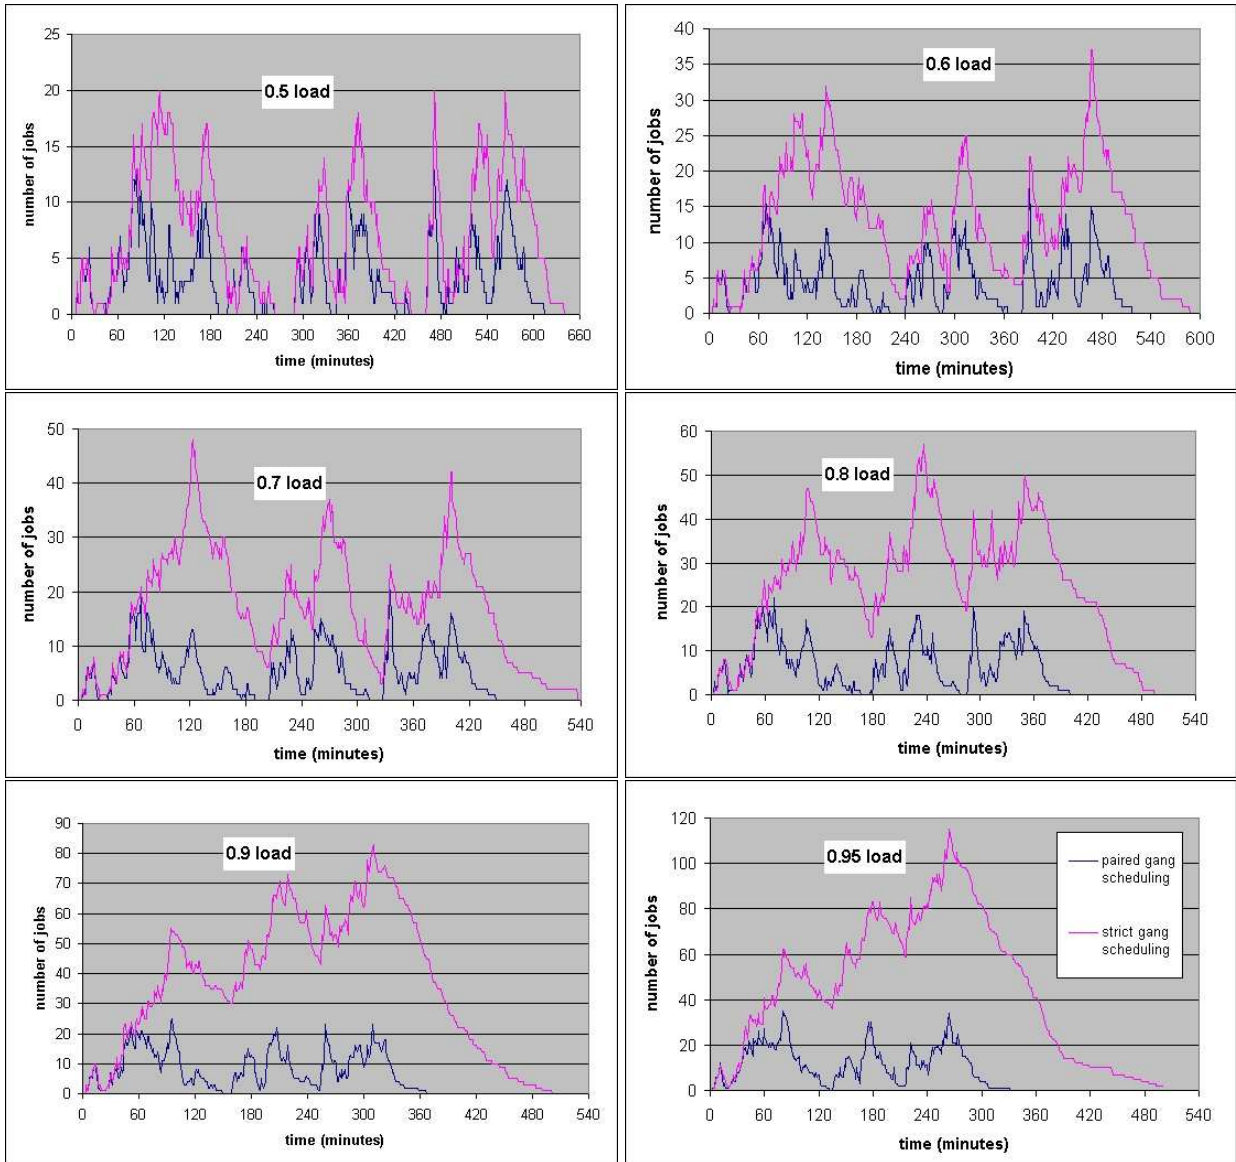 25
20
15
10
5
0
number of jobs
0.5 load
0 60 120 180 240 300 360 420 480 540 600 660
time (minutes)
40
35
30
25
20
15
10
5
0
number of jobs
0.6 load
0 60 120 180 240 300 360 420 480 540 600
time (minutes)
50
40
30
20
10
0
number of jobs
0.7 load
0 60 120 180 240 300 360 420 480 540
time (minutes)
60
50
40
30
20
10
0
number of jobs
0.8 load
0 60 120 180 240 300 360 420 480 540
time (minutes)
90
80
70
60
50
40
30
20
10
0
number of jobs
0.9 load
0 60 120 180 240 300 360 420 480 540
time (minutes)
120
100
80
60
40
20
0
number of jobs
0.95 load
paired gang
scheduling
strict gang
scheduling
0 60 120 180 240 300 360 420 480 540
time (minutes)